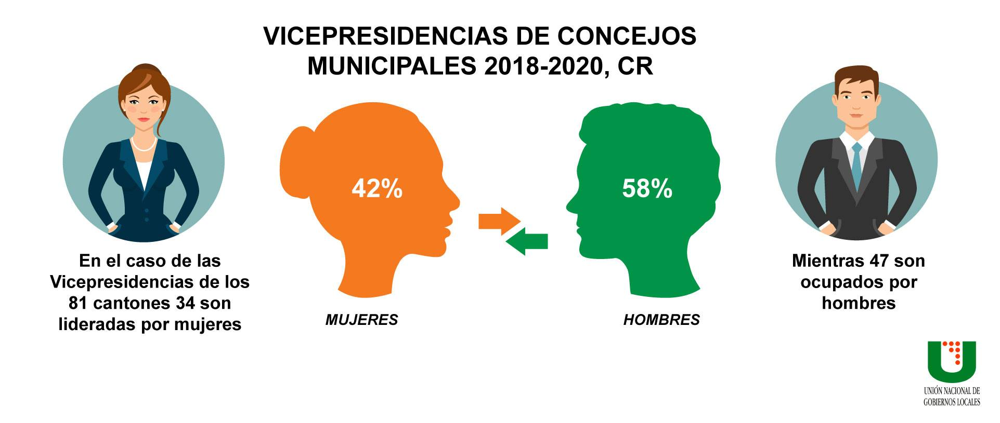 VICEPRESIDENCIAS DE CONCEJOS
MUNICIPALES 2018-2020, CR
42%
58%
En el caso de las
Vicepresidencias de los
81 cantones 34 son
lideradas por mujeres
MUJERES
HOMBRES
Mientras 47 son
ocupados por
hombres
UNIÓN NACIONAL DE
GOBIERNOS LOCALES